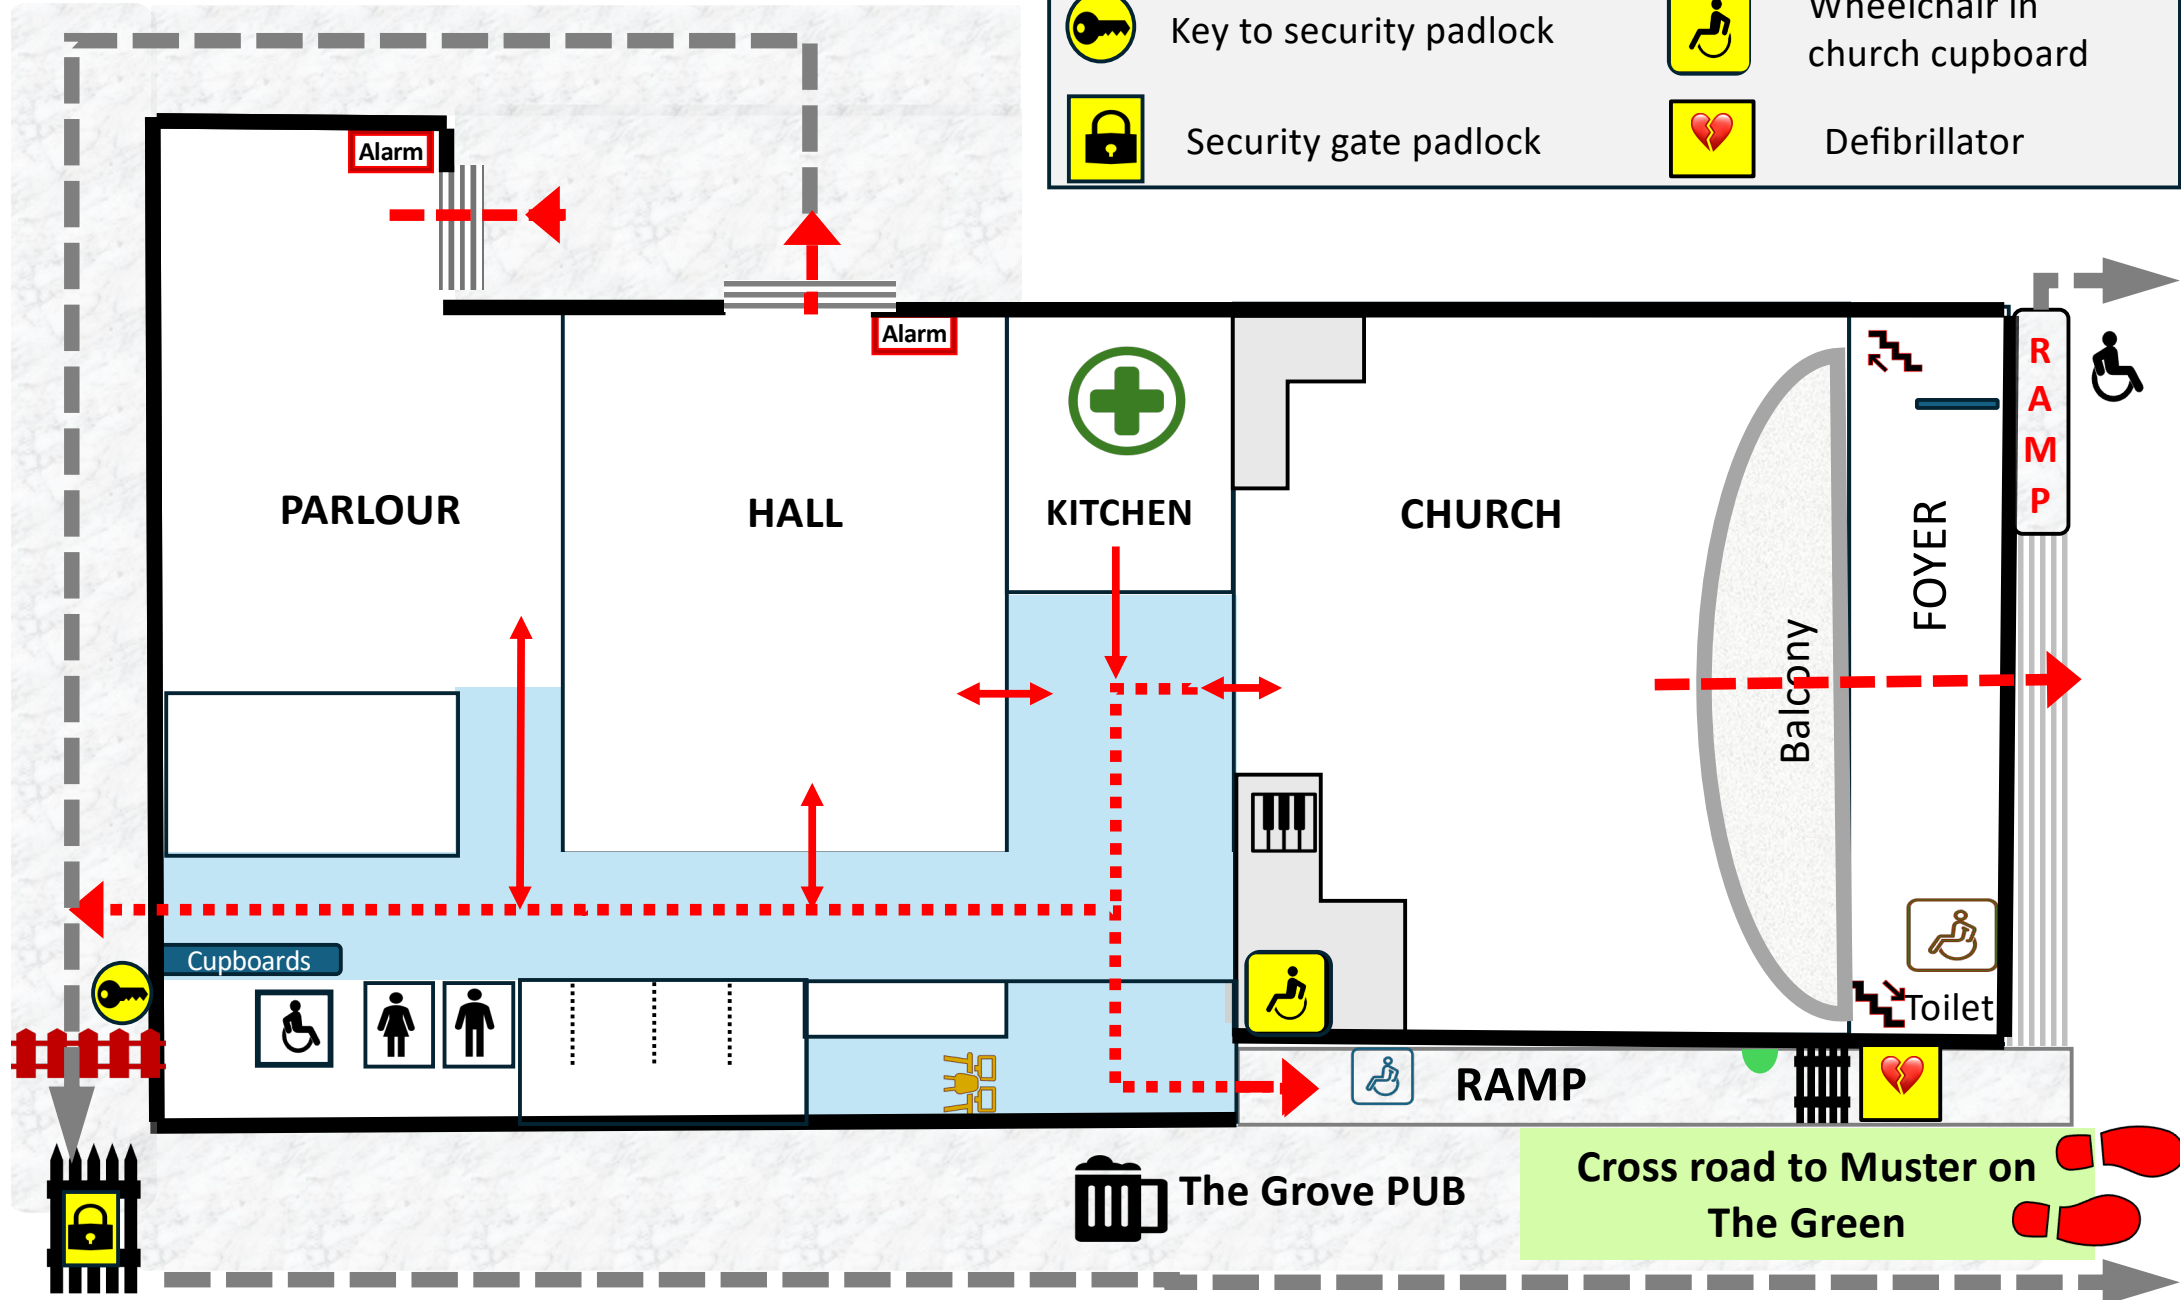 Wheelchair in
church cupboard
Key to security padlock
Security gate padlock
Defibrillator
Alarm
Alarm
R
A
M
P
PARLOUR
HALL
KITCHEN
CHURCH
FOYER
Balcony
Cupboards
Toilet
RAMP
The Grove PUB
Cross road to Muster on
The Green